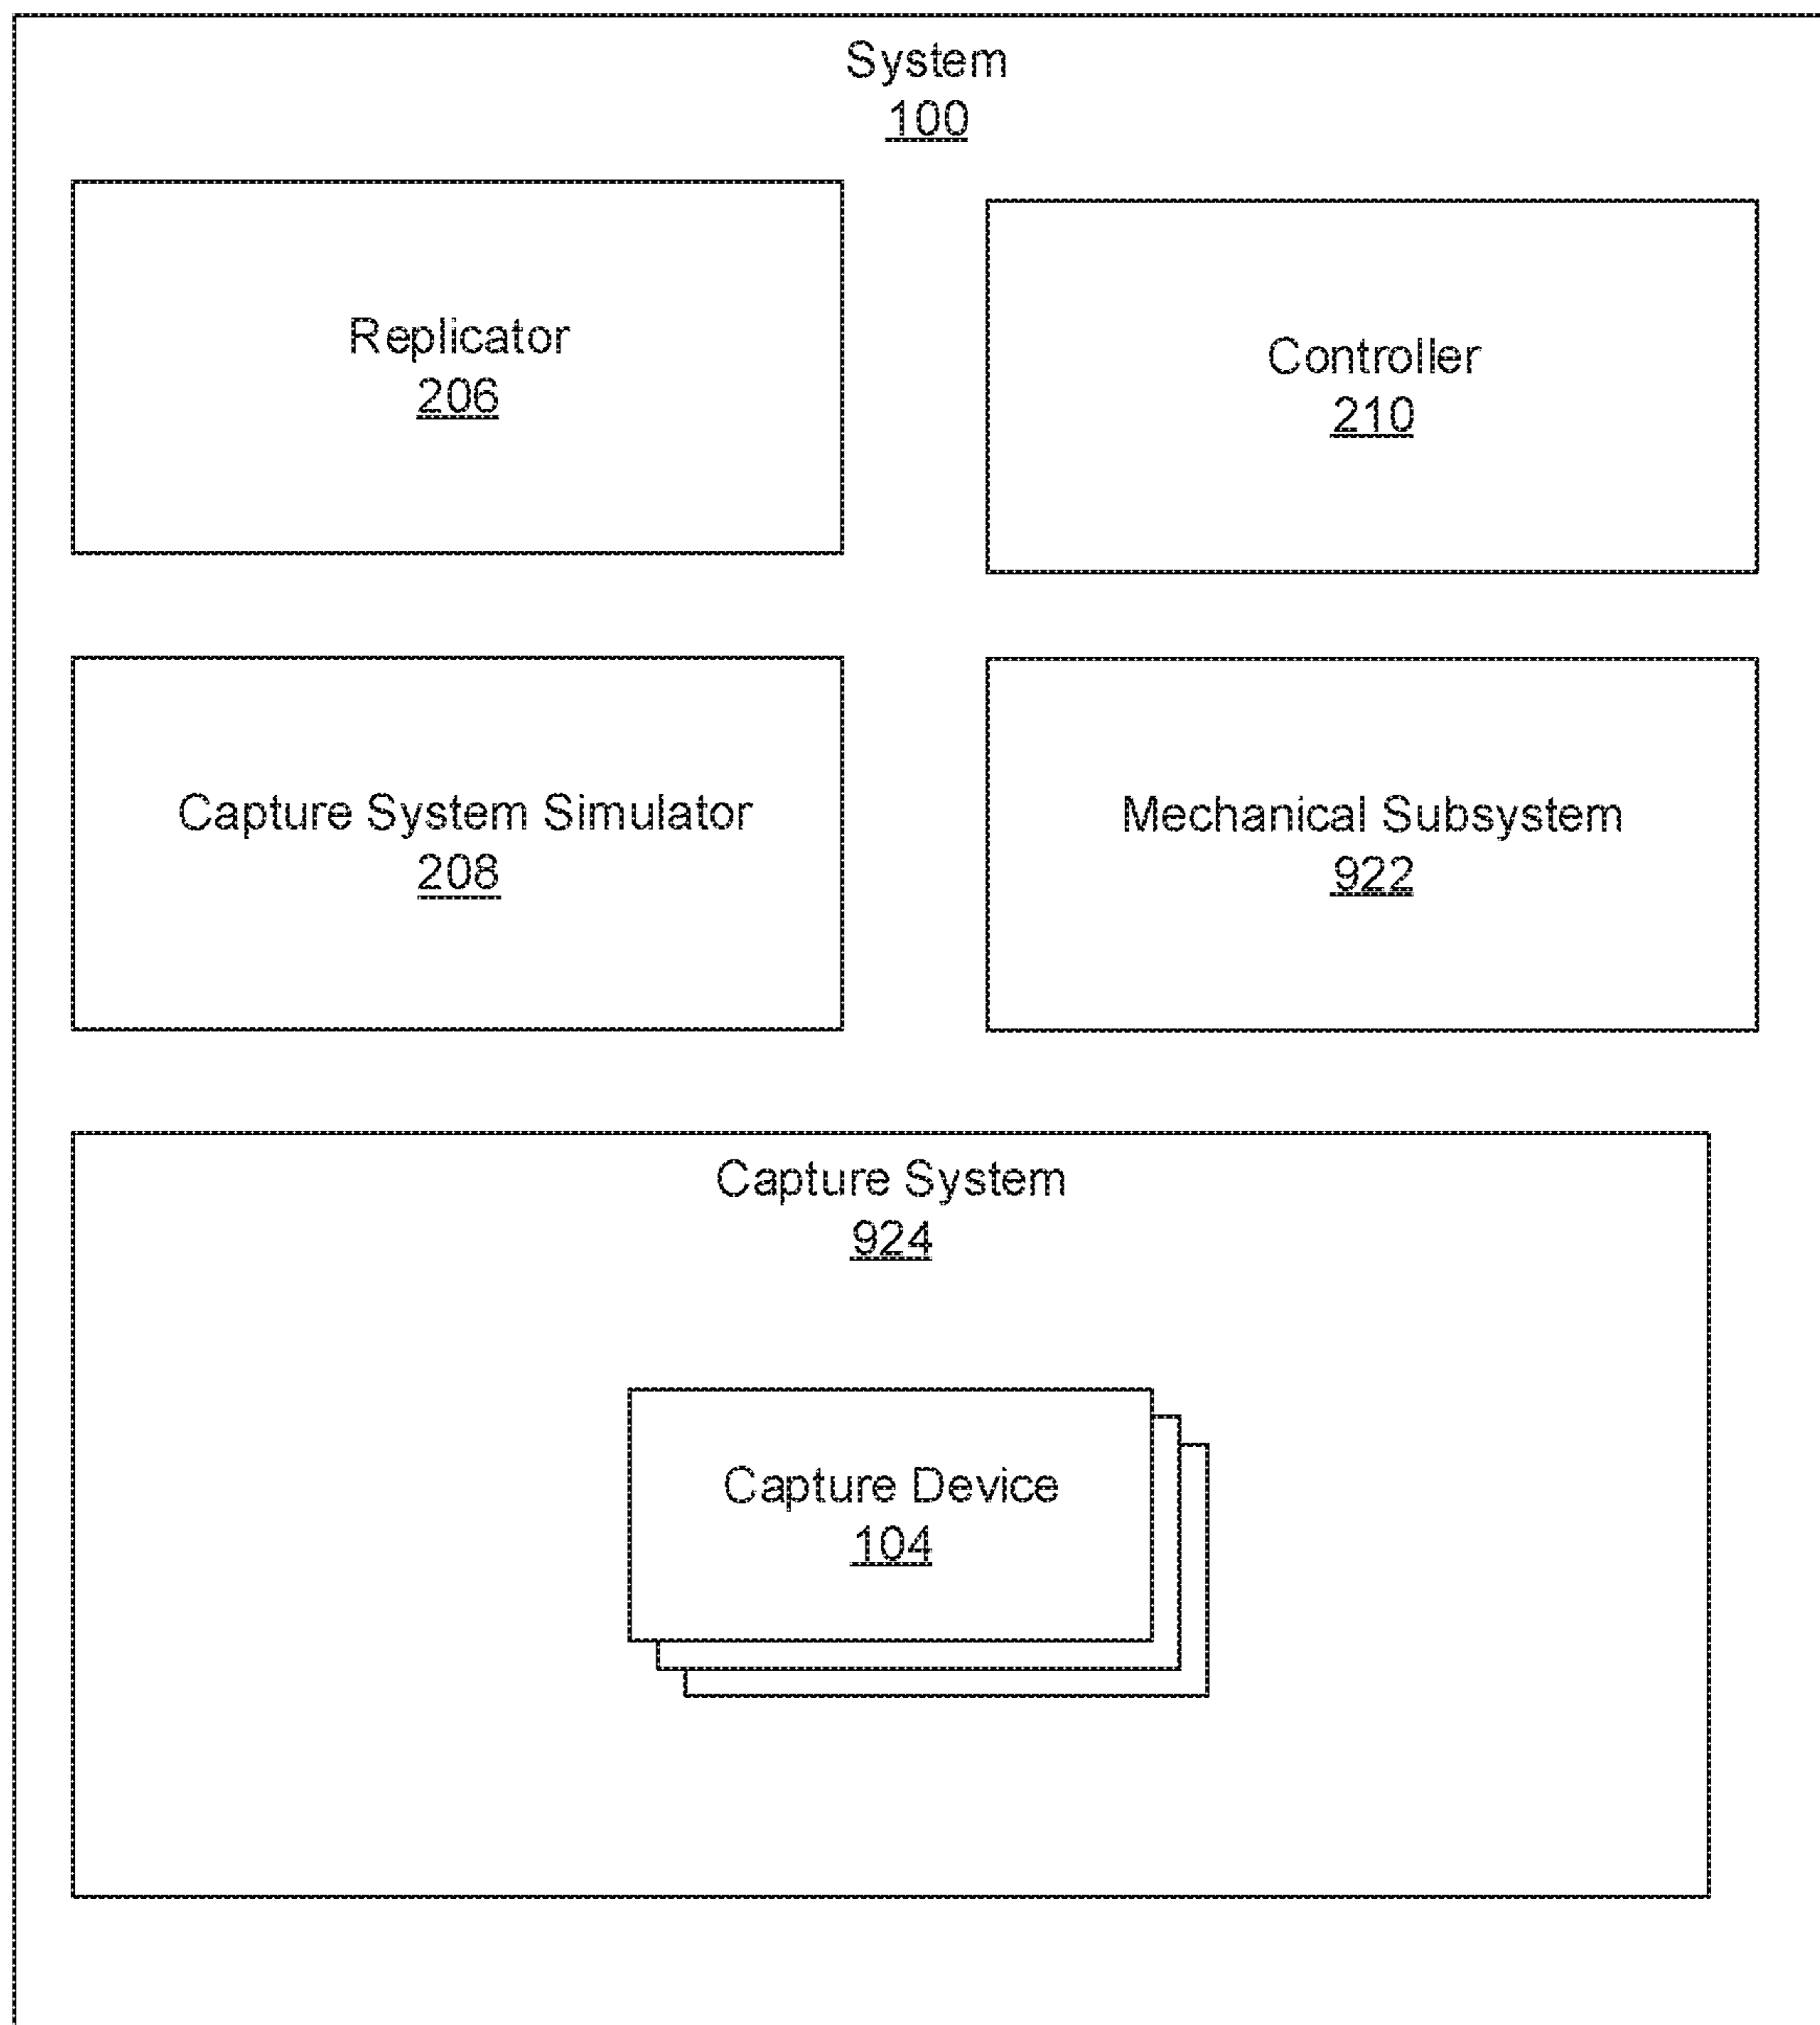 System
100
Replicator
206
Controller
210
Capture System Simulator
208
Mechanical Subsystem
922
Capture System
924
Capture Device
104